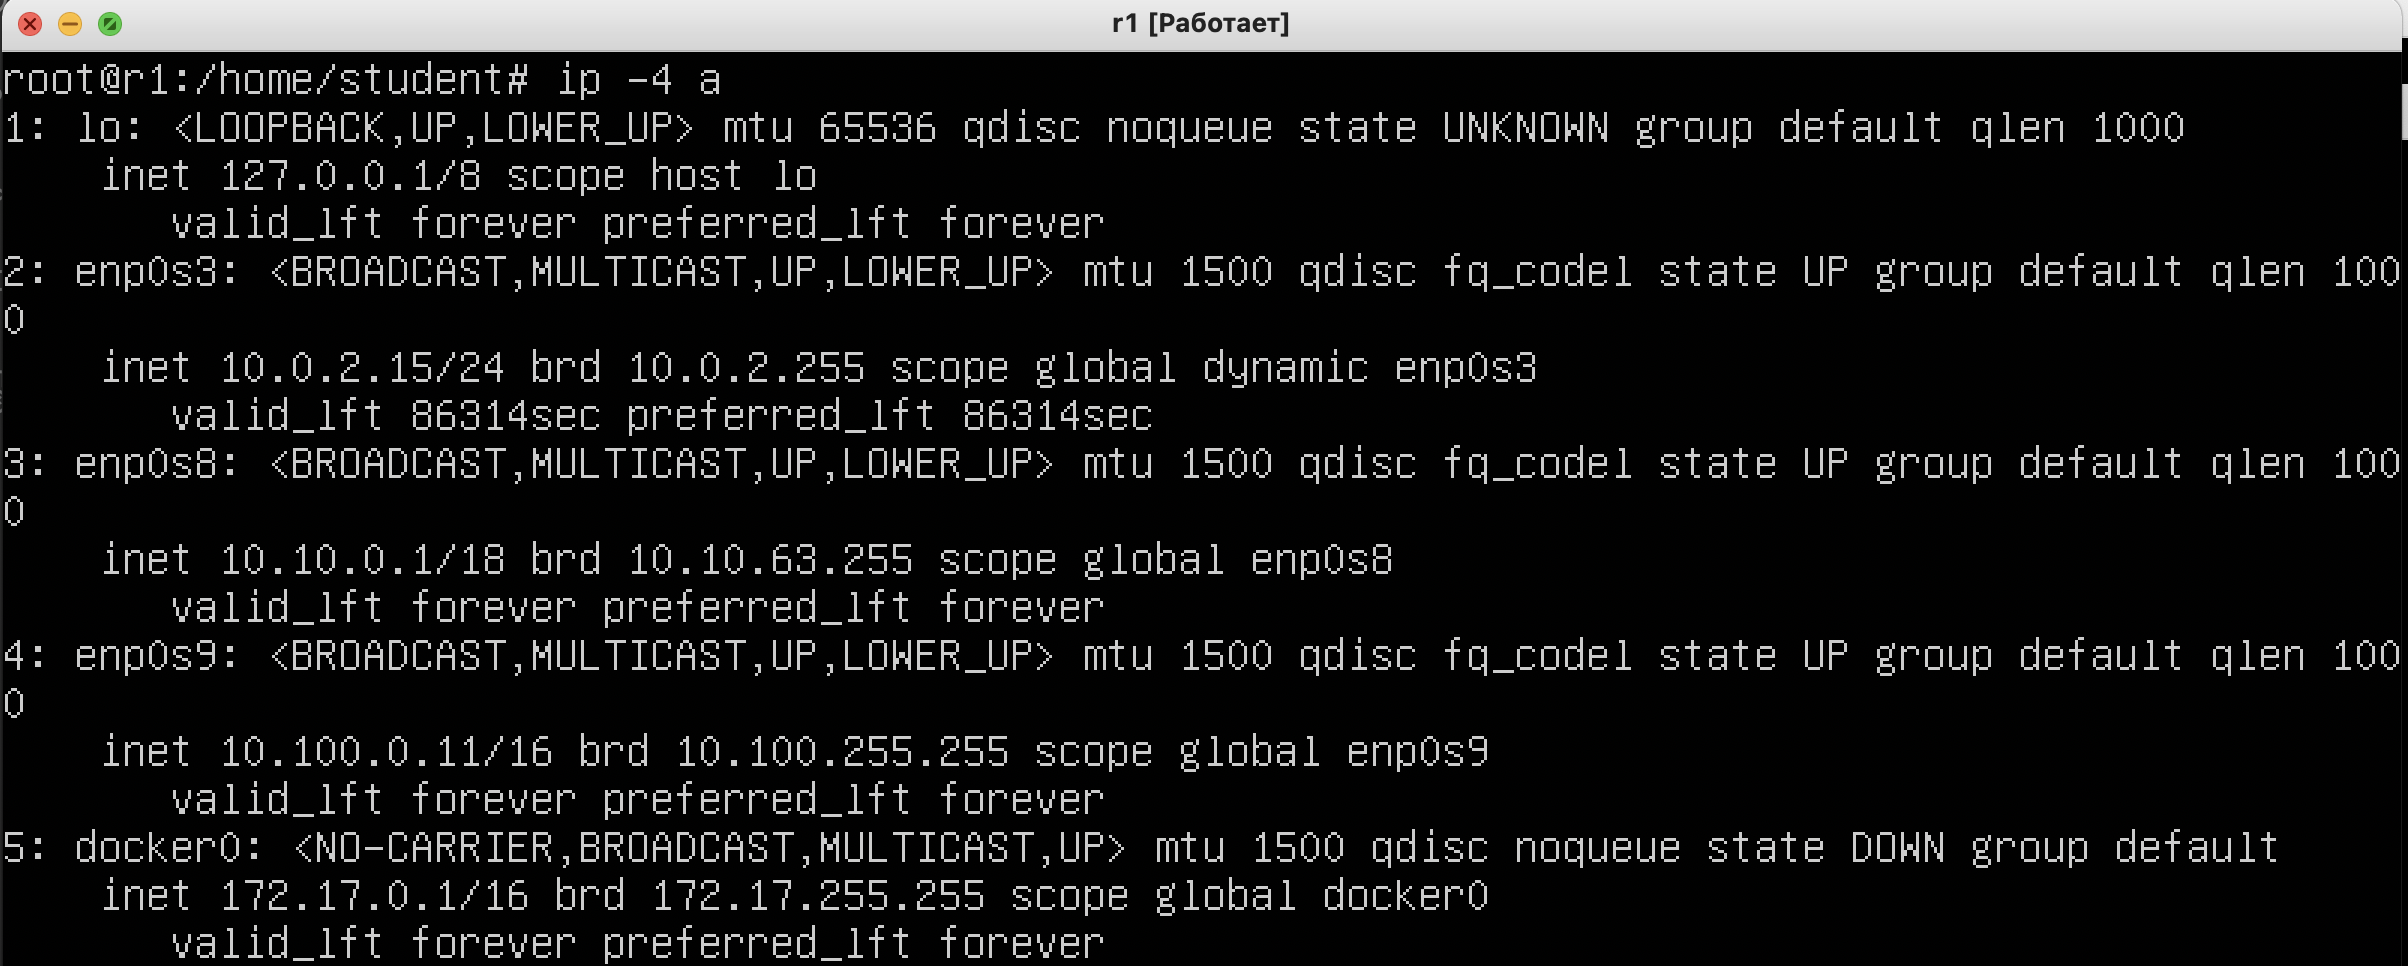 r1 [Работает]
root@r1:/home/student# ip -4 a
1: lo: <LOOPBACK,UP,LOWER_UP> mtu 65536 qdisc noqueue state UNKNOWN group default qlen 1000
    inet 127.0.0.1/8 scope host lo
       valid_lft forever preferred_lft forever
2: enp0s3: <BROADCAST,MULTICAST,UP,LOWER_UP> mtu 1500 qdisc fq_codel state UP group default qlen 100
0
    inet 10.0.2.15/24 brd 10.0.2.255 scope global dynamic enp0s3
       valid_lft 86314sec preferred_lft 86314sec
3: enp0s8: <BROADCAST,MULTICAST,UP,LOWER_UP> mtu 1500 qdisc fq_codel state UP group default qlen 100
0
    inet 10.10.0.1/18 brd 10.10.63.255 scope global enp0s8
       valid_lft forever preferred_lft forever
4: enp0s9: <BROADCAST,MULTICAST,UP,LOWER_UP> mtu 1500 qdisc fq_codel state UP group default qlen 100
0
    inet 10.100.0.11/16 brd 10.100.255.255 scope global enp0s9
       valid_lft forever preferred_lft forever
5: docker0: <NO-CARRIER,BROADCAST,MULTICAST,UP> mtu 1500 qdisc noqueue state DOWN group default
    inet 172.17.0.1/16 brd 172.17.255.255 scope global docker0
       valid_lft forever preferred_lft forever